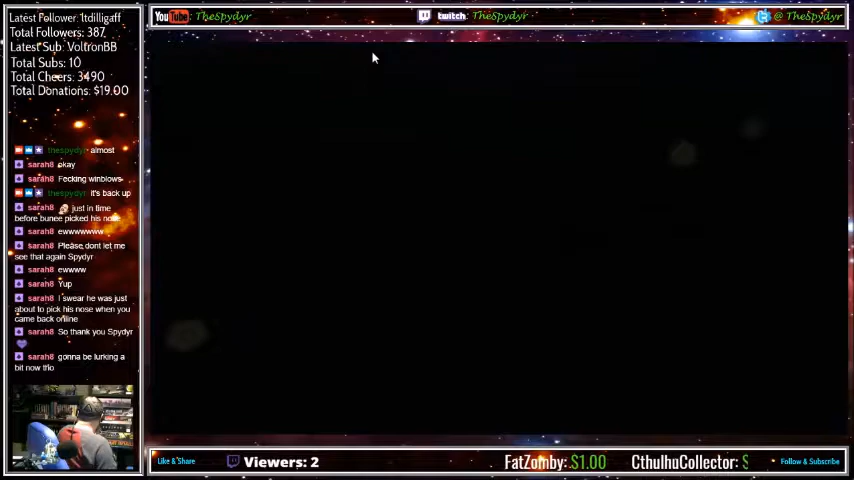 Latest Follower: 1tdilligaff
Total Followers: 387
Latest Sub: VoltronBB
Total Subs: 10
Total Cheers: 3490
Total Donations: $19.00
thespydyr almost
sarah8 okay
sarah8 Fecking winblows
thespydyr It's back up
sarah8 just in time
before bunee picked his nose
sarah8 ewwwwwww
sarah8 Please dont let me
see that again Spydyr
sarah8 ewwww
sarah8 Yup
sarah8 I swear he was just
about to pick his nose when you
came back online
sarah8 So thank you Spydyr
sarah8 gonna be lurking a
bit now
YouTube: TheSpydyr
twitch: TheSpydyr
@ TheSpydyr
Like & Share
Viewers: 2
FatZomby: $1.00
CthulhuCollector: $
Follow & Subscribe